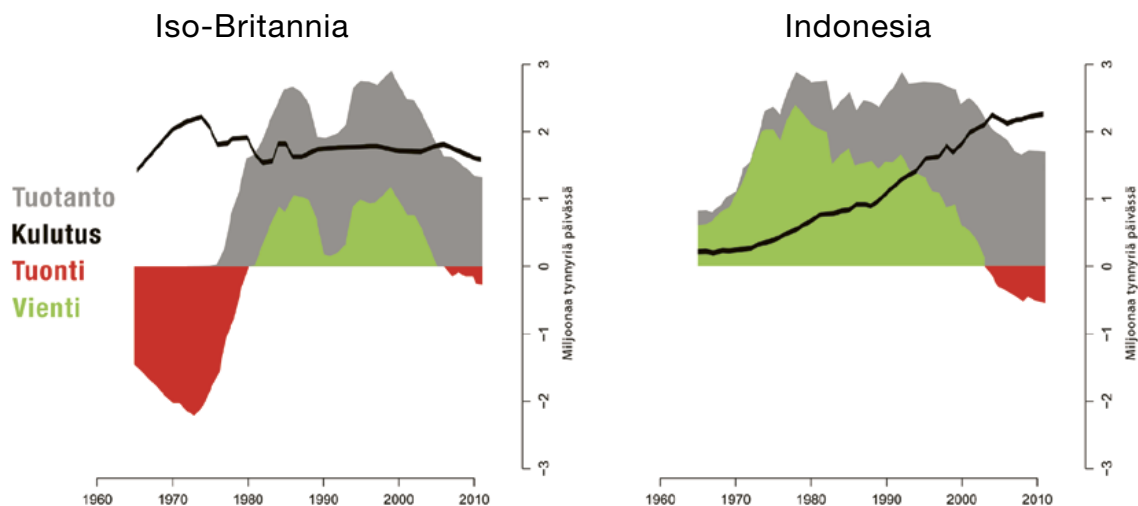 Iso-Britannia
Indonesia
Tuotanto
Kulutus
Tuonti
Vienti
3
2
1
0
-1
-2
-3
Miljoonaa tynnyriä päivässä
1960 1970 1980 1990 2000 2010
3
2
1
0
-1
-2
-3
Miljoonaa tynnyriä päivässä
1960 1970 1980 1990 2000 2010